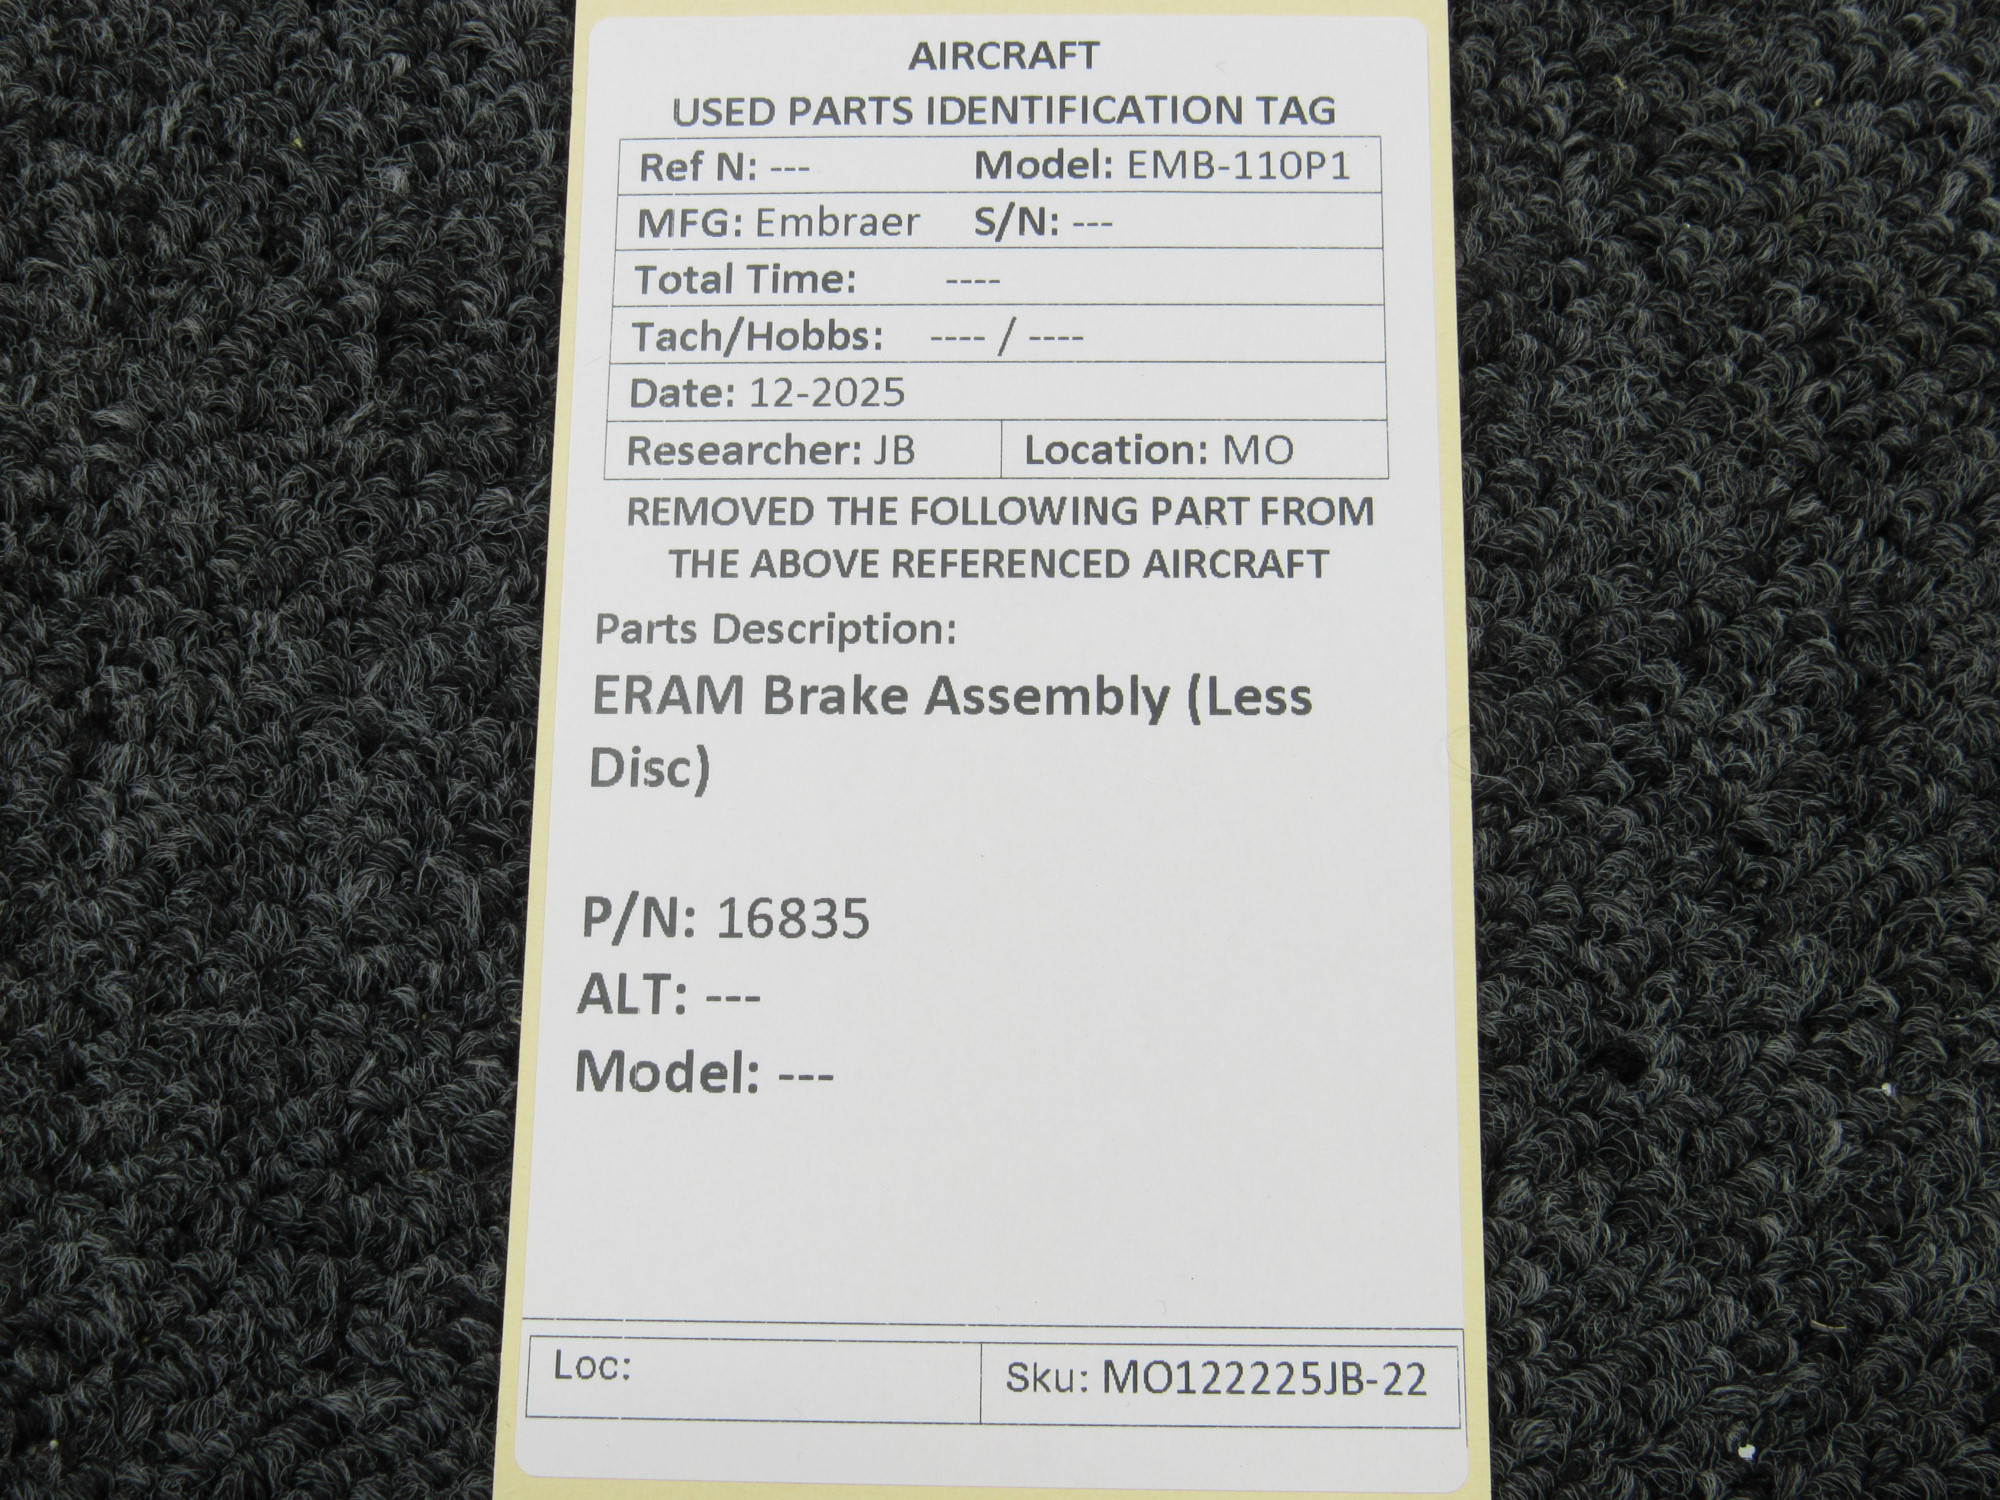 AIRCRAFT
USED PARTS IDENTIFICATION TAG
Ref N: --- Model: EMB-110P1
MFG: Embraer S/N: ---
Total Time: ----
Tach/Hobbs: ---- / ----
Date: 12-2025
Researcher: JB Location: MO
REMOVED THE FOLLOWING PART FROM
THE ABOVE REFERENCED AIRCRAFT
Parts Description:
ERAM Brake Assembly (Less
Disc)
P/N: 16835
ALT: ---
Model: ---
Loc: Sku: MO122225JB-22